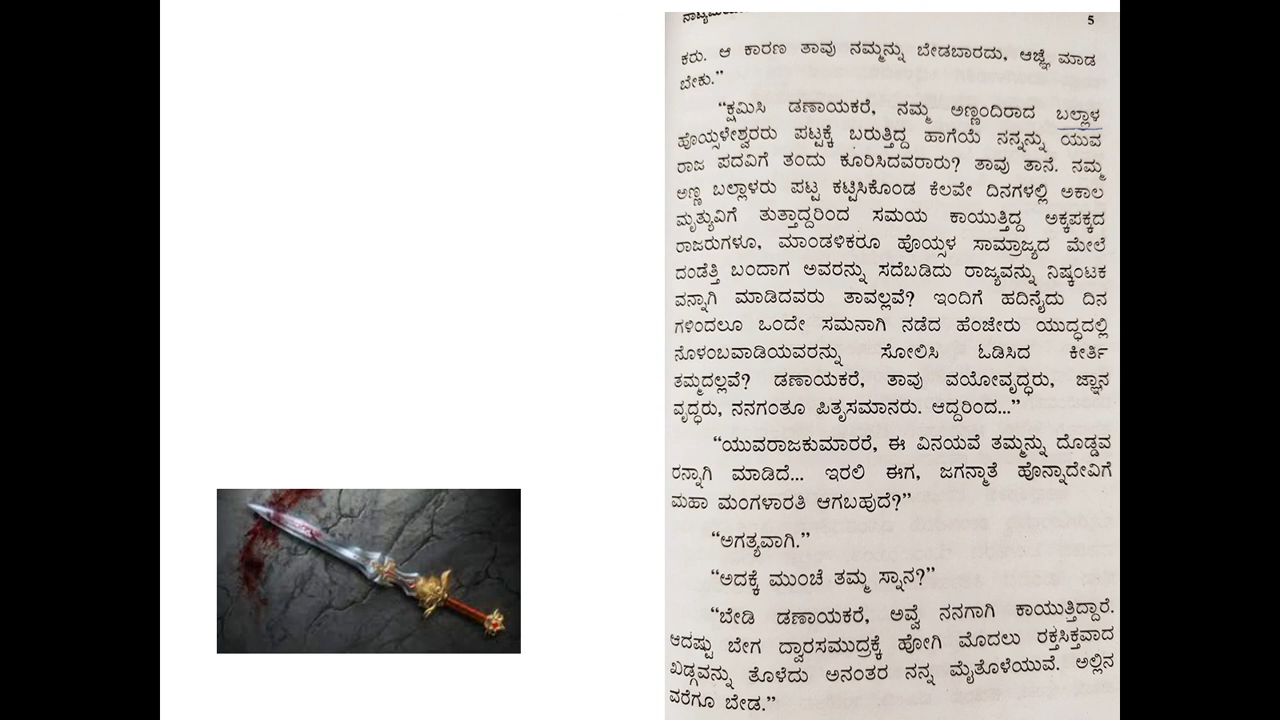 ನಾಟ್ಯಮಯೂರಿ 5
ಕರು. ಆ ಕಾರಣ ತಾವು ನಮ್ಮನ್ನು ಬೇಡಬಾರದು, ಆಜ್ಞೆ ಮಾಡ
ಬೇಕು.”
“ಕ್ಷಮಿಸಿ ಡಣಾಯಕರೆ, ನಮ್ಮ ಅಣ್ಣಂದಿರಾದ ಬಲ್ಲಾಳ
ಹೊಯ್ಸಳೇಶ್ವರರು ಪಟ್ಟಕ್ಕೆ ಬರುತ್ತಿದ್ದ ಹಾಗೆಯೆ ನನ್ನನ್ನು ಯುವ
ರಾಜ ಪದವಿಗೆ ತಂದು ಕೂರಿಸಿದವರಾರು? ತಾವು ತಾನೆ. ನಮ್ಮ
ಅಣ್ಣ ಬಲ್ಲಾಳರು ಪಟ್ಟ ಕಟ್ಟಿಸಿಕೊಂಡ ಕೆಲವೇ ದಿನಗಳಲ್ಲಿ ಅಕಾಲ
ಮೃತ್ಯುವಿಗೆ ತುತ್ತಾದ್ದರಿಂದ ಸಮಯ ಕಾಯುತ್ತಿದ್ದ ಅಕ್ಕಪಕ್ಕದ
ರಾಜರುಗಳೂ, ಮಾಂಡಳಿಕರೂ ಹೊಯ್ಸಳ ಸಾಮ್ರಾಜ್ಯದ ಮೇಲೆ
ದಂಡೆತ್ತಿ ಬಂದಾಗ ಅವರನ್ನು ಸದೆಬಡಿದು ರಾಜ್ಯವನ್ನು ನಿಷ್ಕಂಟಕ
ವನ್ನಾಗಿ ಮಾಡಿದವರು ತಾವಲ್ಲವೆ? ಇಂದಿಗೆ ಹದಿನೈದು ದಿನ
ಗಳಿಂದಲೂ ಒಂದೇ ಸಮನಾಗಿ ನಡೆದ ಹೆಂಜೇರು ಯುದ್ಧದಲ್ಲಿ
ನೊಳಂಬವಾಡಿಯವರನ್ನು ಸೋಲಿಸಿ ಓಡಿಸಿದ ಕೀರ್ತಿ
ತಮ್ಮದಲ್ಲವೆ? ಡಣಾಯಕರೆ, ತಾವು ವಯೋವೃದ್ಧರು, ಜ್ಞಾನ
ವೃದ್ಧರು, ನನಗಂತೂ ಪಿತೃಸಮಾನರು. ಆದ್ದರಿಂದ...”
“ಯುವರಾಜಕುಮಾರರೆ, ಈ ವಿನಯವೆ ತಮ್ಮನ್ನು ದೊಡ್ಡವ
ರನ್ನಾಗಿ ಮಾಡಿದೆ... ಇರಲಿ ಈಗ, ಜಗನ್ಮಾತೆ ಹೊನ್ನಾದೇವಿಗೆ
ಮಹಾ ಮಂಗಳಾರತಿ ಆಗಬಹುದೆ?”
“ಅಗತ್ಯವಾಗಿ.”
“ಅದಕ್ಕೆ ಮುಂಚೆ ತಮ್ಮ ಸ್ನಾನ?”
“ಬೇಡಿ ಡಣಾಯಕರೆ, ಅವ್ವೆ ನನಗಾಗಿ ಕಾಯುತ್ತಿದ್ದಾರೆ.
ಆದಷ್ಟು ಬೇಗ ದ್ವಾರಸಮುದ್ರಕ್ಕೆ ಹೋಗಿ ಮೊದಲು ರಕ್ತಸಿಕ್ತವಾದ
ಖಡ್ಗವನ್ನು ತೊಳೆದು ಅನಂತರ ನನ್ನ ಮೈತೊಳೆಯುವೆ. ಅಲ್ಲಿನ
ವರೆಗೂ ಬೇಡ.”